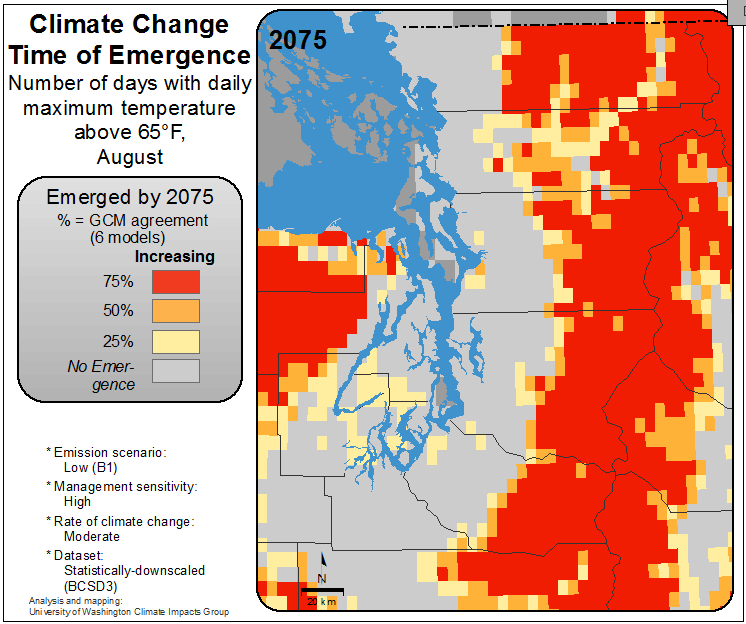 Climate Change
Time of Emergence
Number of days with daily
maximum temperature
above 65°F,
August
Emerged by 2075
% = GCM agreement
(6 models)
Increasing
75%
50%
25%
No Emer-
gence
* Emission scenario:
Low (B1)
* Management sensitivity:
High
* Rate of climate change:
Moderate
* Dataset:
Statistically-downscaled
(BCSD3)
Analysis and mapping:
University of Washington Climate Impacts Group
2075
N
20 km